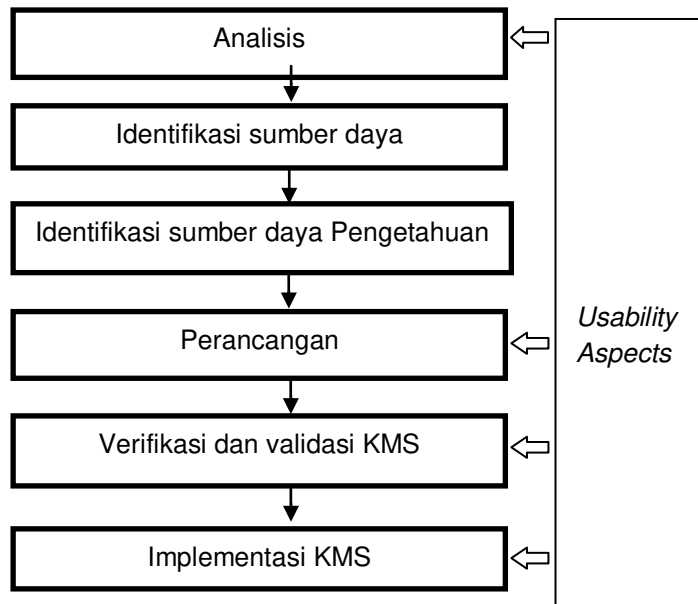 Analisis
Identifikasi sumber daya
Identifikasi sumber daya Pengetahuan
Perancangan
Verifikasi dan validasi KMS
Implementasi KMS
Usability
Aspects